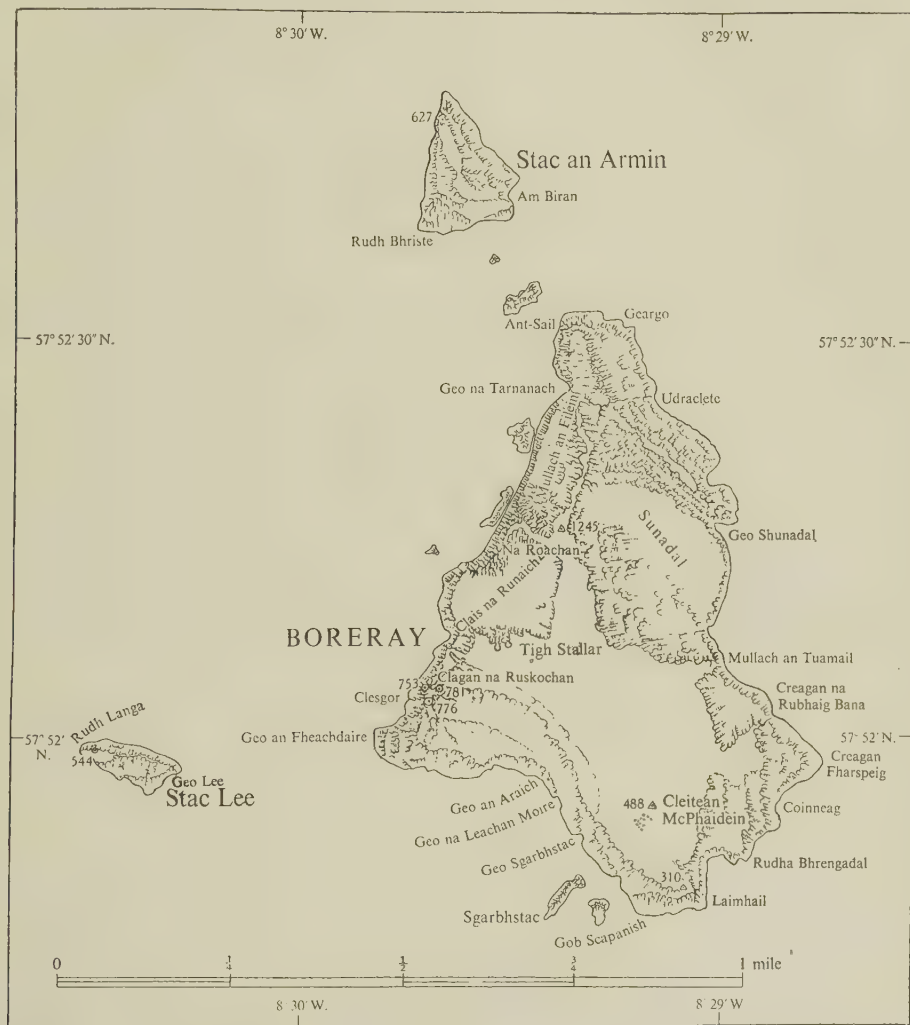 8° 30' W.
8° 29' W.
627
Stac an Armin
Am Biran
Rudh Bhriste
Ant-Sail
Geargo
57° 52' 30" N.
57° 52' 30" N.
Geo na Tarnanach
Udraclete
Mullach an Eilein
1245
Sunadal
Geo Shunadal
Na Roachan
Clais na Runaich
BORERAY
Tigh Stallar
Mullach an Tuamail
753
Clagan na Ruskochan
781
Clesgor
776
Creagan na
Rubhaig Bana
Rudh Langa
Geo an Fheachdaire
57° 52'
N.
57° 52'
N.
544
Geo Lee
Stac Lee
Creagan
Fharspeig
Geo an Araich
488
Cleitean
McPhaidein
Coinneag
Geo na Leachan Moire
Geo Sgarbhstac
Rudha Bhrengadal
310
Laimhail
Sgarbhstac
Gob Scapanish
0
1/4
1/2
3/4
1 mile
8° 30' W.
8° 29' W.